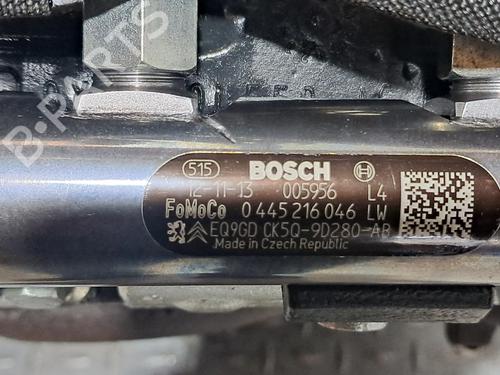 515 BOSCH
12-11-13 005956 L4
FoMoCo 0 445 216 046 LW
EQ9GD CK5Q-9D280-AB
Made in Czech Republic
B-PARTS